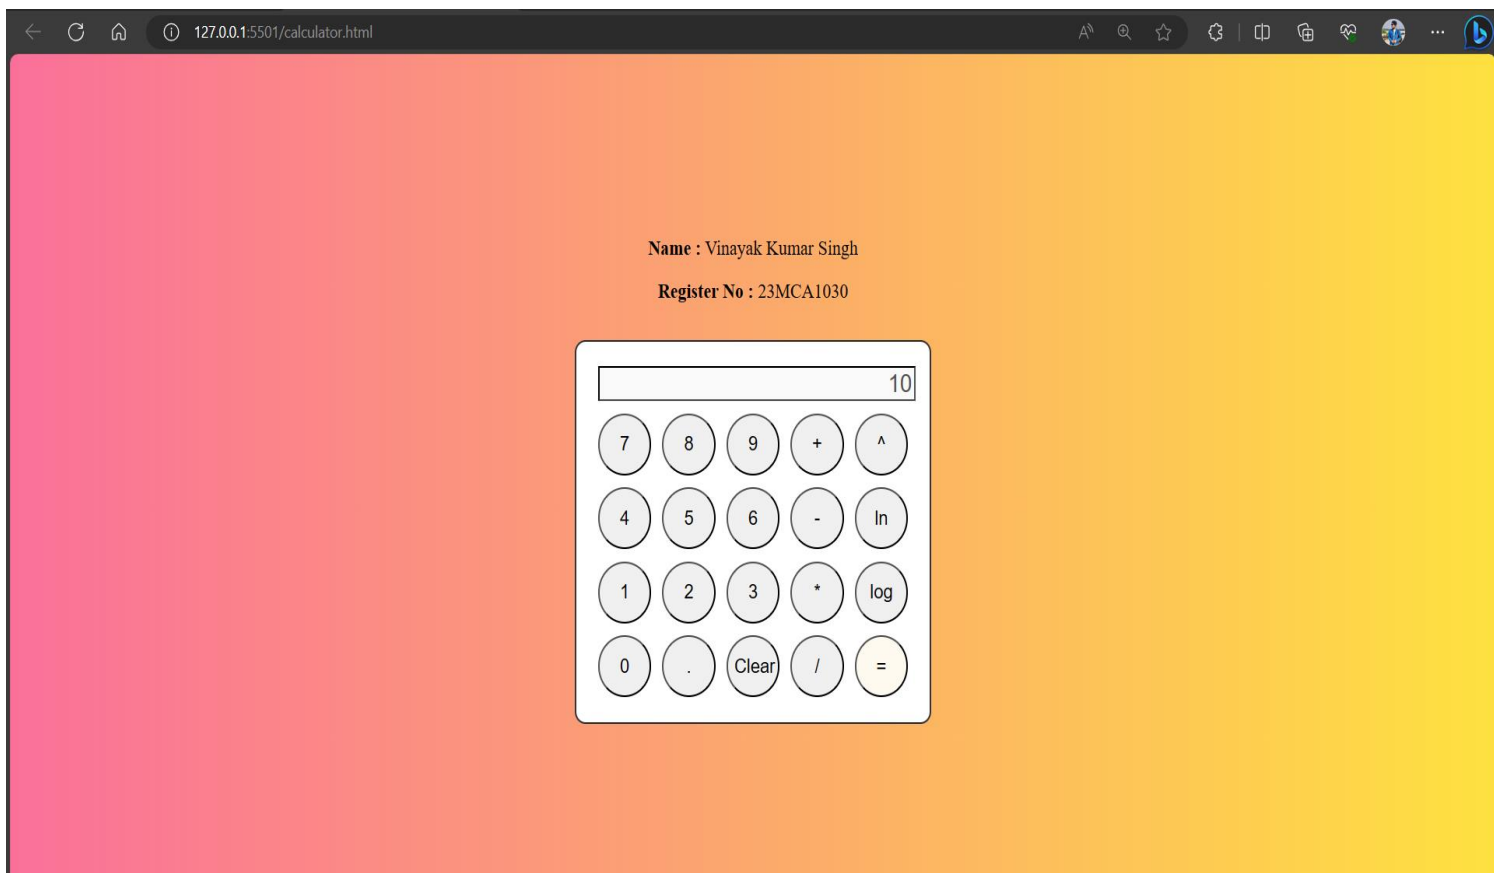 127.0.0.1:5501/calculator.html
Name : Vinayak Kumar Singh
Register No : 23MCA1030
10
7 8 9 + ^
4 5 6 - ln
1 2 3 * log
0 . Clear / =